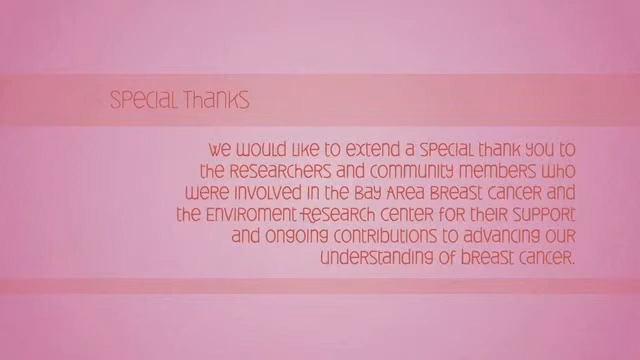 Special Thanks
We would like to extend a special thank you to
the researchers and community members who
were involved in the Bay Area Breast Cancer and
the Enviroment Research Center for their support
and ongoing contributions to advancing our
understanding of breast cancer.